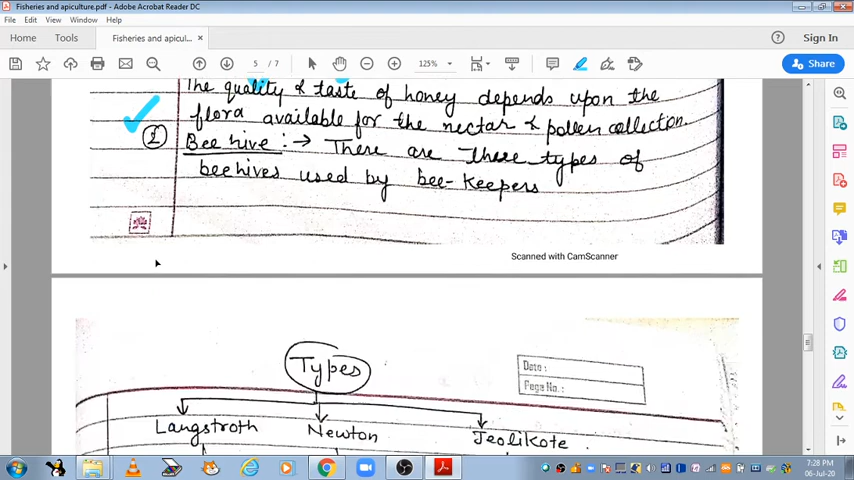 Fisheries and apiculture.pdf - Adobe Acrobat Reader DC
File Edit View Window Help
Home Tools Fisheries and apicul... × Sign In
5 / 7 125% Share
The quality & taste of honey depends upon the
flora available for the nectar & pollen collection.
2 Bee hive :→ There are three types of
beehives used by bee-keepers
Scanned with CamScanner
Types
Date :
Page No. :
Langstroth Newton Jeolikote
7:28 PM
06-Jul-20